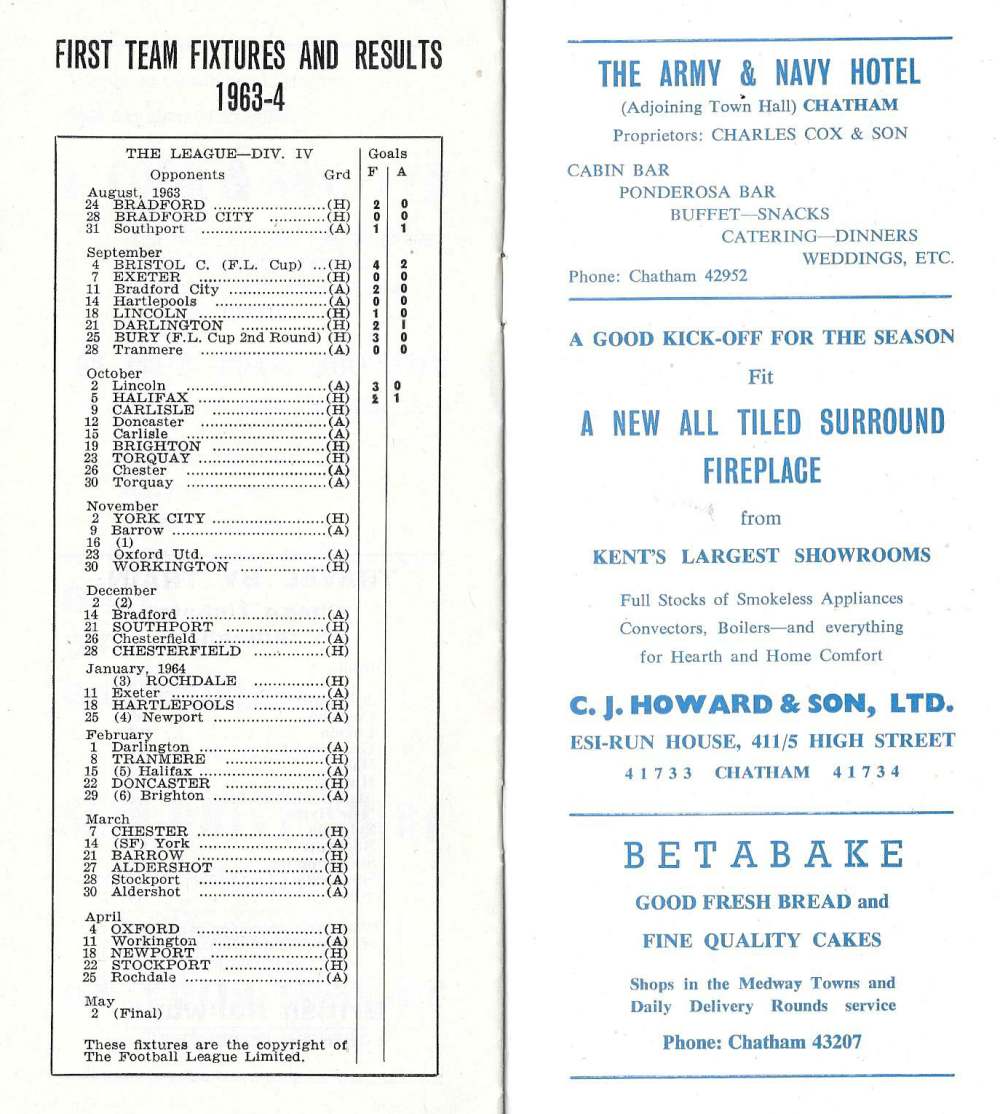 FIRST TEAM FIXTURES AND RESULTS
1963-4
THE LEAGUE—DIV. IV Goals
Opponents Grd F A
August, 1963
24 BRADFORD ........................(H) 2 0
28 BRADFORD CITY ............(H) 0 0
31 Southport ...........................(A) 1 1
September
4 BRISTOL C. (F.L. Cup) ...(H) 4 2
7 EXETER ..........................(H) 0 0
11 Bradford City .....................(A) 2 0
14 Hartlepools ........................(A) 0 0
18 LINCOLN ...........................(H) 1 0
21 DARLINGTON ..................(H) 2 1
25 BURY (F.L. Cup 2nd Round) (H) 3 0
28 Tranmere ...........................(A) 0 0
October
2 Lincoln ..............................(A) 3 0
5 HALIFAX ...........................(H) 2 1
9 CARLISLE ........................(H)
12 Doncaster ...........................(A)
15 Carlisle ..............................(A)
19 BRIGHTON ........................(H)
23 TORQUAY ...........................(H)
26 Chester ..............................(A)
30 Torquay ..............................(A)
November
2 YORK CITY ........................(H)
9 Barrow .................................(A)
16 (1)
23 Oxford Utd. ........................(A)
30 WORKINGTON ..................(H)
December
2 (2)
14 Bradford ..............................(A)
21 SOUTHPORT .....................(H)
26 Chesterfield ........................(A)
28 CHESTERFIELD ...............(H)
January, 1964
(3) ROCHDALE ...............(H)
11 Exeter .................................(A)
18 HARTLEPOOLS ...............(H)
25 (4) Newport ........................(A)
February
1 Darlington ...........................(A)
8 TRANMERE .....................(H)
15 (5) Halifax ...........................(A)
22 DONCASTER .....................(H)
29 (6) Brighton ........................(A)
March
7 CHESTER ...........................(H)
14 (SF) York ...........................(A)
21 BARROW ...........................(H)
27 ALDERSHOT .....................(H)
28 Stockport ...........................(A)
30 Aldershot ...........................(A)
April
4 OXFORD ...........................(H)
11 Workington ........................(A)
18 NEWPORT ........................(H)
22 STOCKPORT .....................(H)
25 Rochdale ..............................(A)
May
2 (Final)
These fixtures are the copyright of
The Football League Limited.
THE ARMY & NAVY HOTEL
(Adjoining Town Hall) CHATHAM
Proprietors: CHARLES COX & SON
CABIN BAR
PONDEROSA BAR
BUFFET—SNACKS
CATERING—DINNERS
WEDDINGS, ETC.
Phone: Chatham 42952
A GOOD KICK-OFF FOR THE SEASON
Fit
A NEW ALL TILED SURROUND
FIREPLACE
from
KENT'S LARGEST SHOWROOMS
Full Stocks of Smokeless Appliances
Convectors, Boilers—and everything
for Hearth and Home Comfort
C. J. HOWARD & SON, LTD.
ESI-RUN HOUSE, 411/5 HIGH STREET
41733 CHATHAM 41734
BETABAKE
GOOD FRESH BREAD and
FINE QUALITY CAKES
Shops in the Medway Towns and
Daily Delivery Rounds service
Phone: Chatham 43207